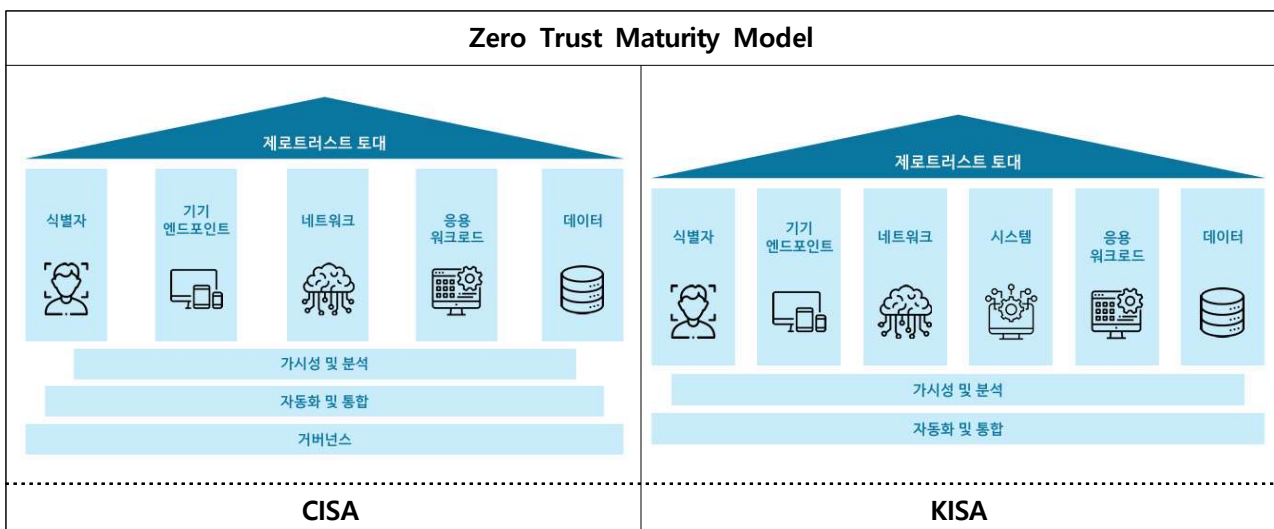 Zero Trust Maturity Model
제로트러스트 토대
식별자
기기
엔드포인트
네트워크
응용
워크로드
데이터
가시성 및 분석
자동화 및 통합
거버넌스
CISA
제로트러스트 토대
식별자
기기
엔드포인트
네트워크
시스템
응용
워크로드
데이터
가시성 및 분석
자동화 및 통합
KISA